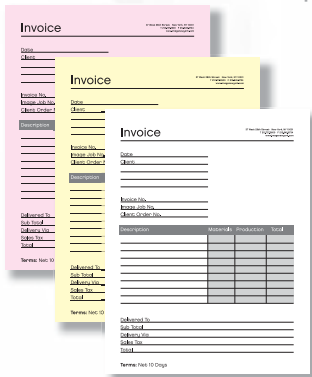 Invoice
Date
Client:
Invoice No.
Image Job No.
Client Order No.
Description
Delivered To
Sub Total
Delivery Via
Sales Tax
Total
Terms: Net 10
Invoice
Date
Client:
Invoice No.
Image Job No.
Client Order N
Description
Delivered To
Sub Total
Delivery Via
Sales Tax
Total
Terms: Net 10
Invoice
Date
Client:
Invoice No.
Image Job No.
Client Order No.
Description Materials Production Total
Delivered To
Sub Total
Delivery Via
Sales Tax
Total
Terms: Net 10 Days